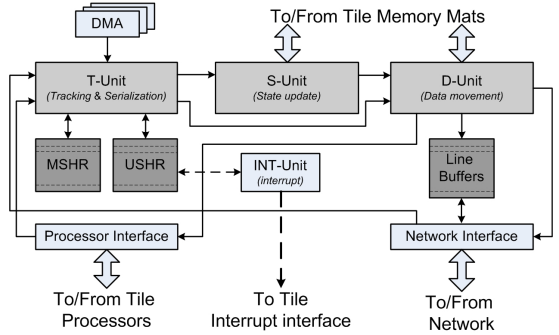 DMA
To/From Tile Memory Mats
T-Unit
(Tracking & Serialization)
S-Unit
(State update)
D-Unit
(Data movement)
MSHR
USHR
INT-Unit
(interrupt)
Line
Buffers
Processor Interface
Network Interface
To/From Tile
Processors
To Tile
Interrupt interface
To/From
Network